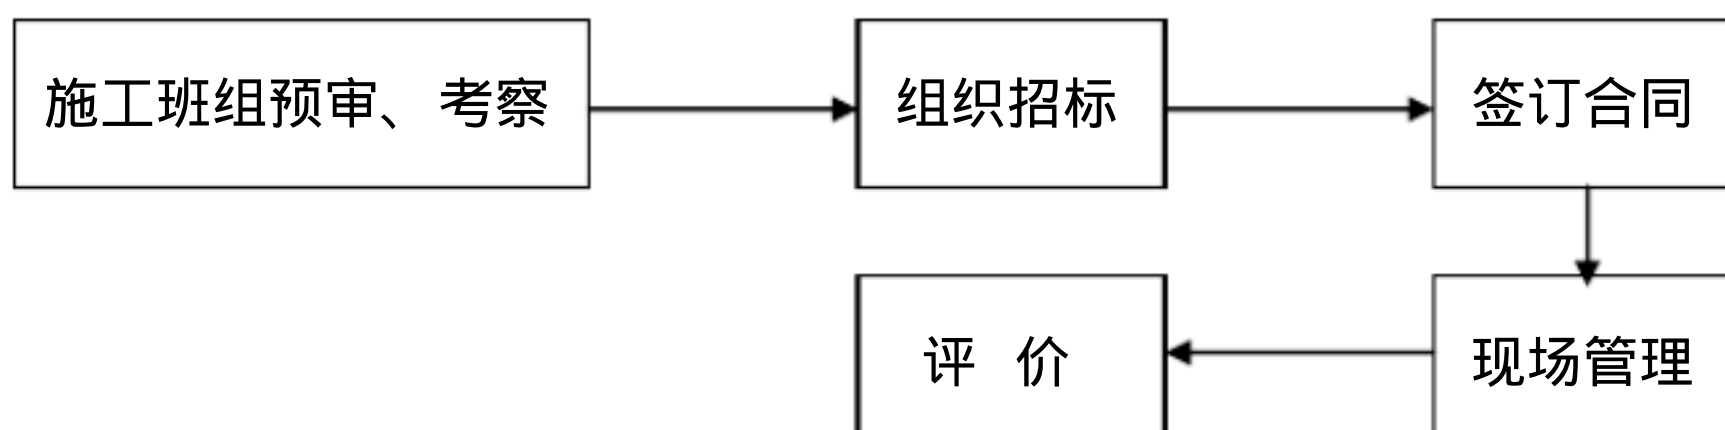 施工班组预审、考察
组织招标
签订合同
现场管理
评 价